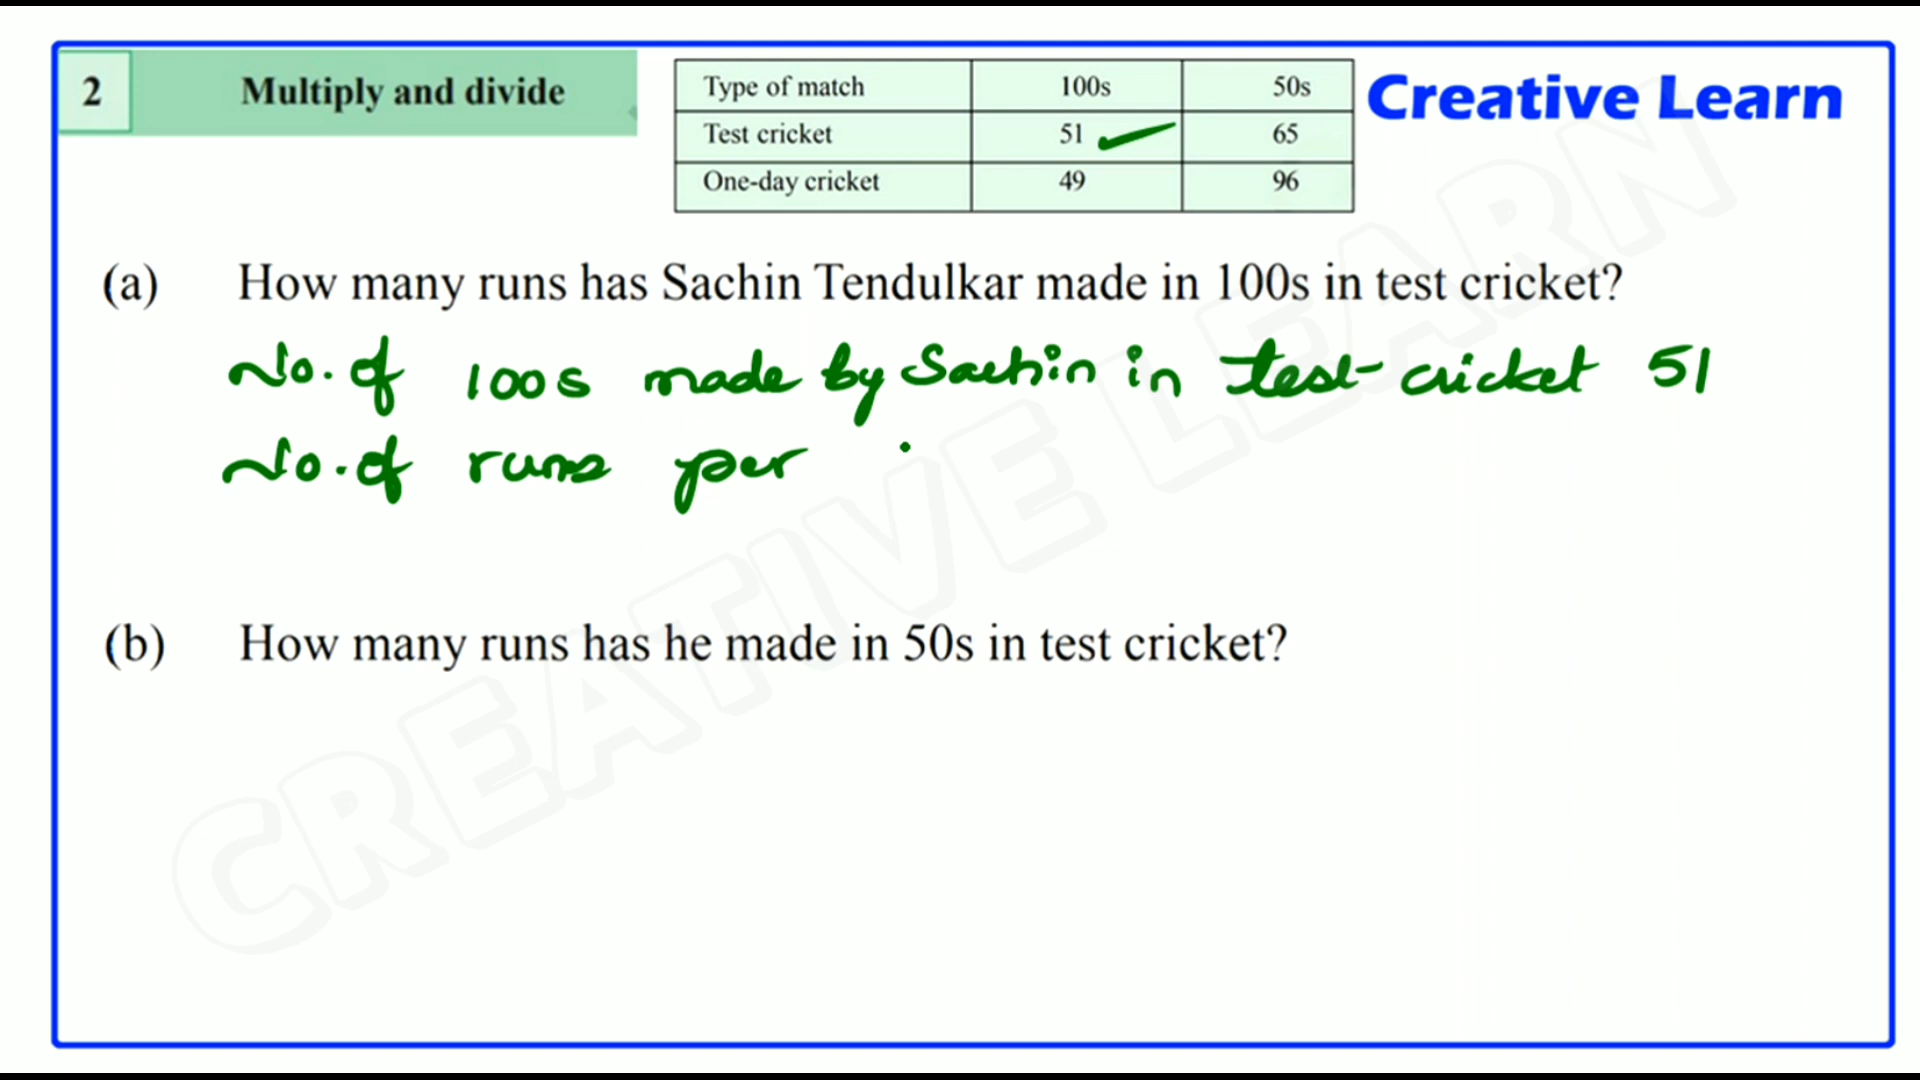 2 Multiply and divide
Type of match 100s 50s
Test cricket 51 65
One-day cricket 49 96
Creative Learn
(a) How many runs has Sachin Tendulkar made in 100s in test cricket?
No. of 100s made by Sachin in test cricket 51
No. of runs per
(b) How many runs has he made in 50s in test cricket?
CREATIVE LEARN